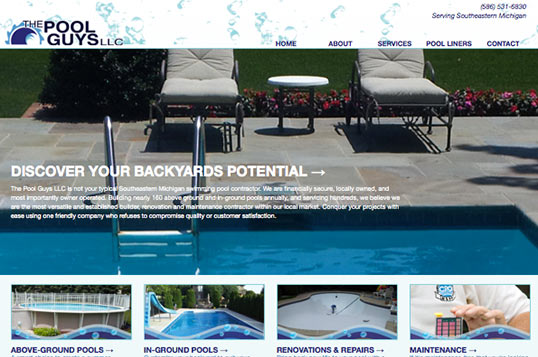 (586) 531-6830
Serving Southeastern Michigan
THE POOL
GUYS LLC
HOME ABOUT SERVICES POOL LINERS CONTACT
DISCOVER YOUR BACKYARDS POTENTIAL →
The Pool Guys LLC is not your typical Southeastern Michigan swimming pool contractor. We are financially secure, locally owned, and
most importantly owner operated. Building nearly 180 above ground and in-ground pools annually, and servicing hundreds, we believe we
are the most versatile and established builder, renovation and maintenance contractor within our local market. Conquer your projects with
ease using one friendly company who refuses to compromise quality or customer satisfaction.
ABOVE-GROUND POOLS → IN-GROUND POOLS → RENOVATIONS & REPAIRS → MAINTENANCE →